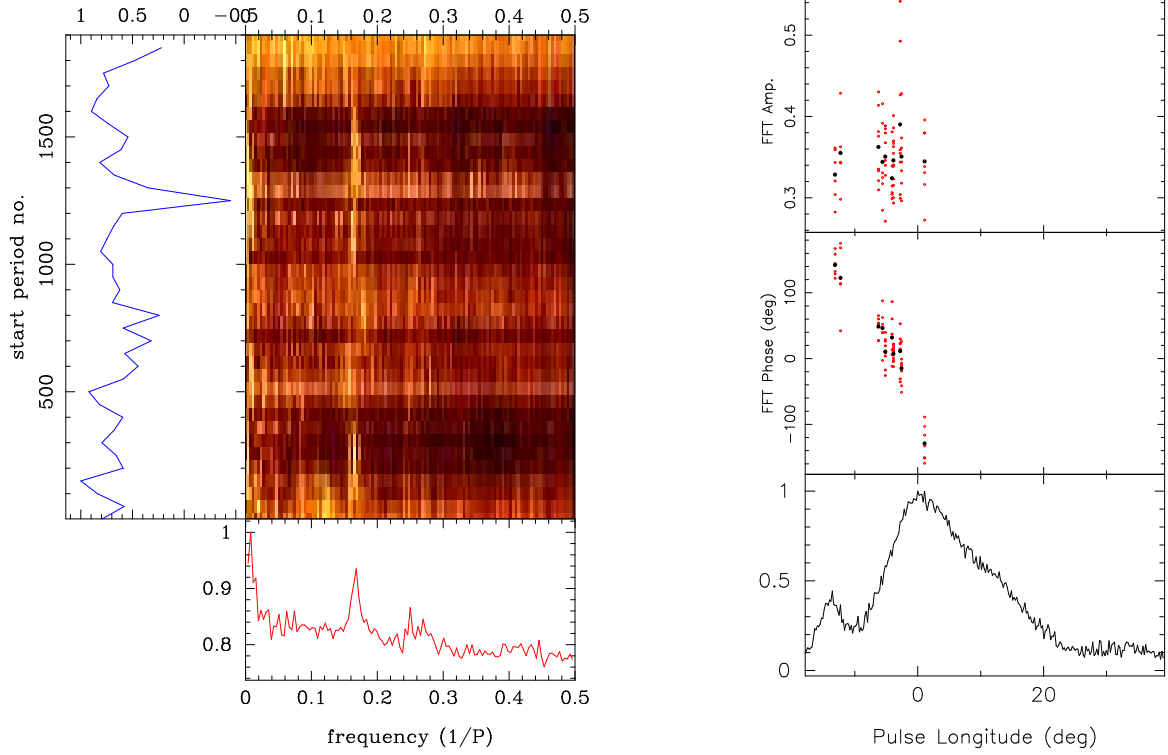 1 0.5 0 −0.5
0 0.1 0.2 0.3 0.4 0.5
start period no.
1500
1000
500
1
0.9
0.8
0 0.1 0.2 0.3 0.4 0.5
frequency (1/P)
FFT Amp.
0.5
0.4
0.3
FFT Phase (deg)
100
0
−100
1
0.5
0
0 20
Pulse Longitude (deg)